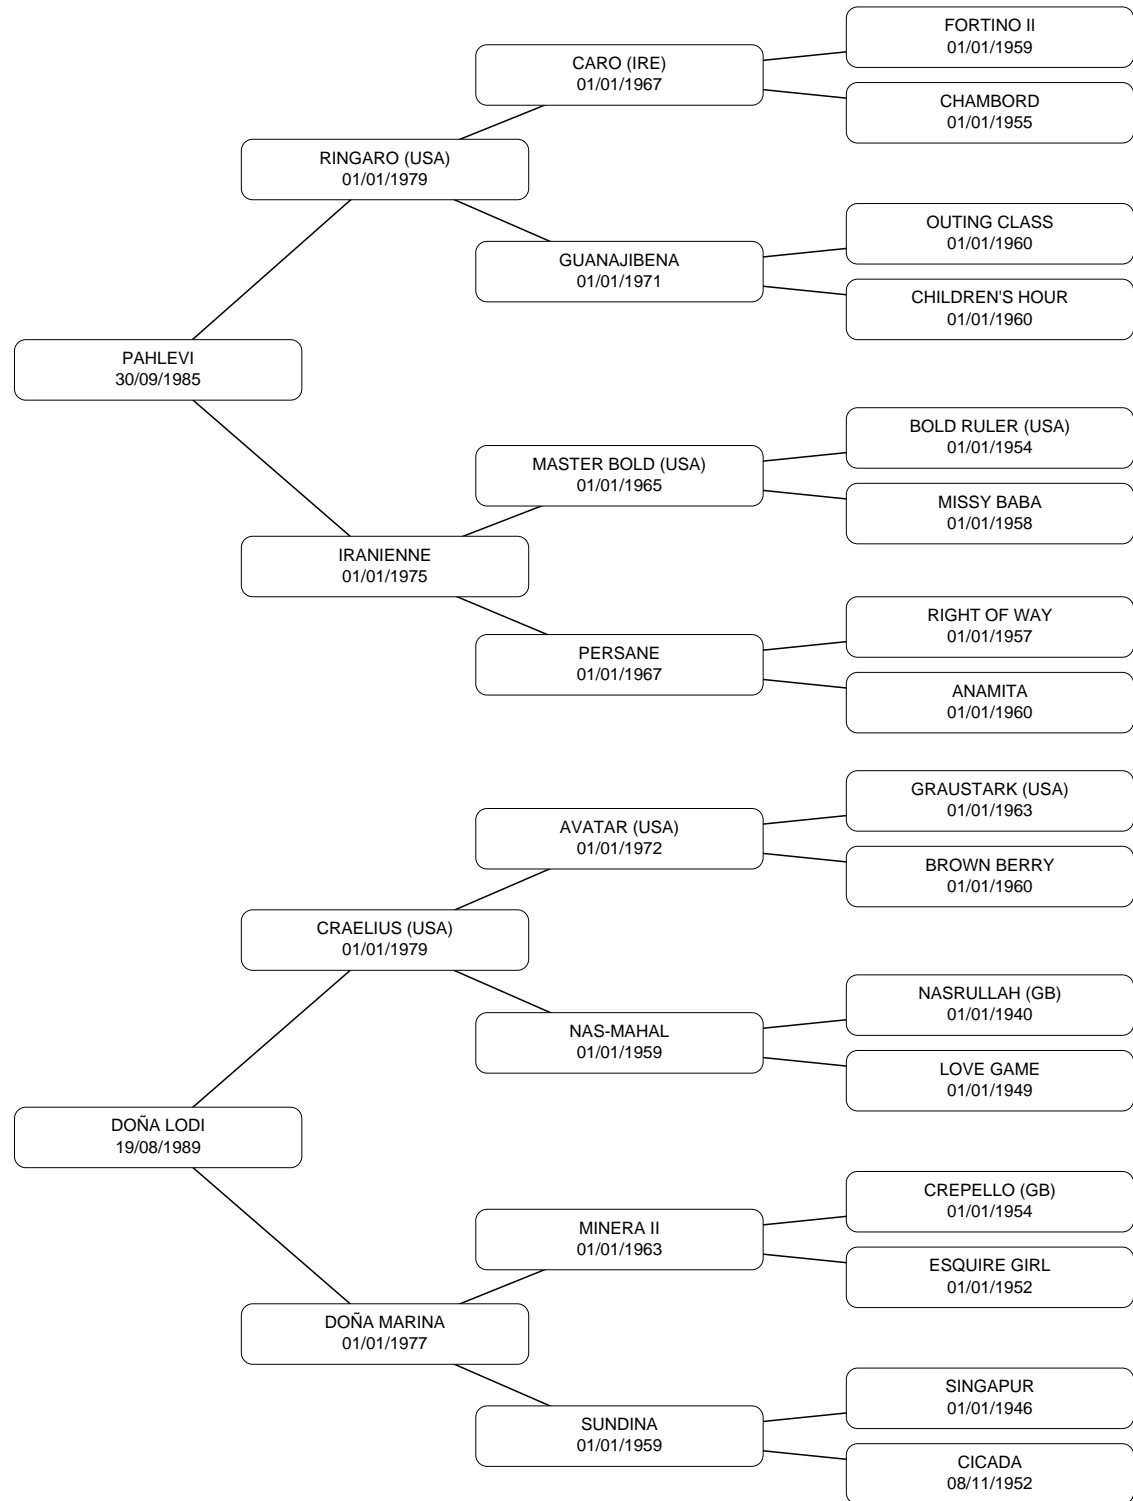 FORTINO II
01/01/1959
CARO (IRE)
01/01/1967
CHAMBORD
01/01/1955
RINGARO (USA)
01/01/1979
OUTING CLASS
01/01/1960
GUANAJIBENA
01/01/1971
CHILDREN'S HOUR
01/01/1960
PAHLEVI
30/09/1985
BOLD RULER (USA)
01/01/1954
MASTER BOLD (USA)
01/01/1965
MISSY BABA
01/01/1958
IRANIENNE
01/01/1975
RIGHT OF WAY
01/01/1957
PERSANE
01/01/1967
ANAMITA
01/01/1960
GRAUSTARK (USA)
01/01/1963
AVATAR (USA)
01/01/1972
BROWN BERRY
01/01/1960
CRAELIUS (USA)
01/01/1979
NASRULLAH (GB)
01/01/1940
NAS-MAHAL
01/01/1959
LOVE GAME
01/01/1949
DOÑA LODI
19/08/1989
CREPELLO (GB)
01/01/1954
MINERA II
01/01/1963
ESQUIRE GIRL
01/01/1952
DOÑA MARINA
01/01/1977
SINGAPUR
01/01/1946
SUNDINA
01/01/1959
CICADA
08/11/1952